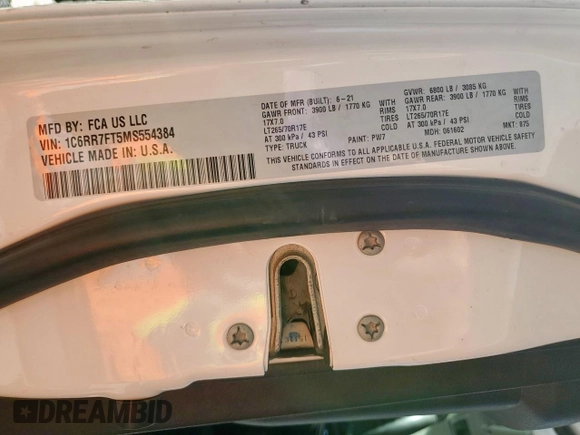 MFD BY: FCA US LLC
VIN: 1C6RR7FT5MS554384
VEHICLE MADE IN: U.S.A.
DATE OF MFR (BUILT): 6-21
GAWR FRONT: 3900 LB / 1770 KG
17X7.0
LT265/70R17E
AT 300 kPa / 43 PSI
TYPE: TRUCK
WITH
RIMS
TIRES
GVWR: 6800 LB / 3085 KG
GAWR REAR: 3900 LB / 1770 KG
17X7.0
LT265/70R17E
AT 300 kPa / 43 PSI
MDH: 061602
PAINT: PW7
WITH
RIMS
TIRES
MKT: 875
THIS VEHICLE CONFORMS TO ALL APPLICABLE U.S.A. FEDERAL MOTOR VEHICLE SAFETY
STANDARDS IN EFFECT ON THE DATE OF MANUFACTURE SHOWN ABOVE.
DREAMBID